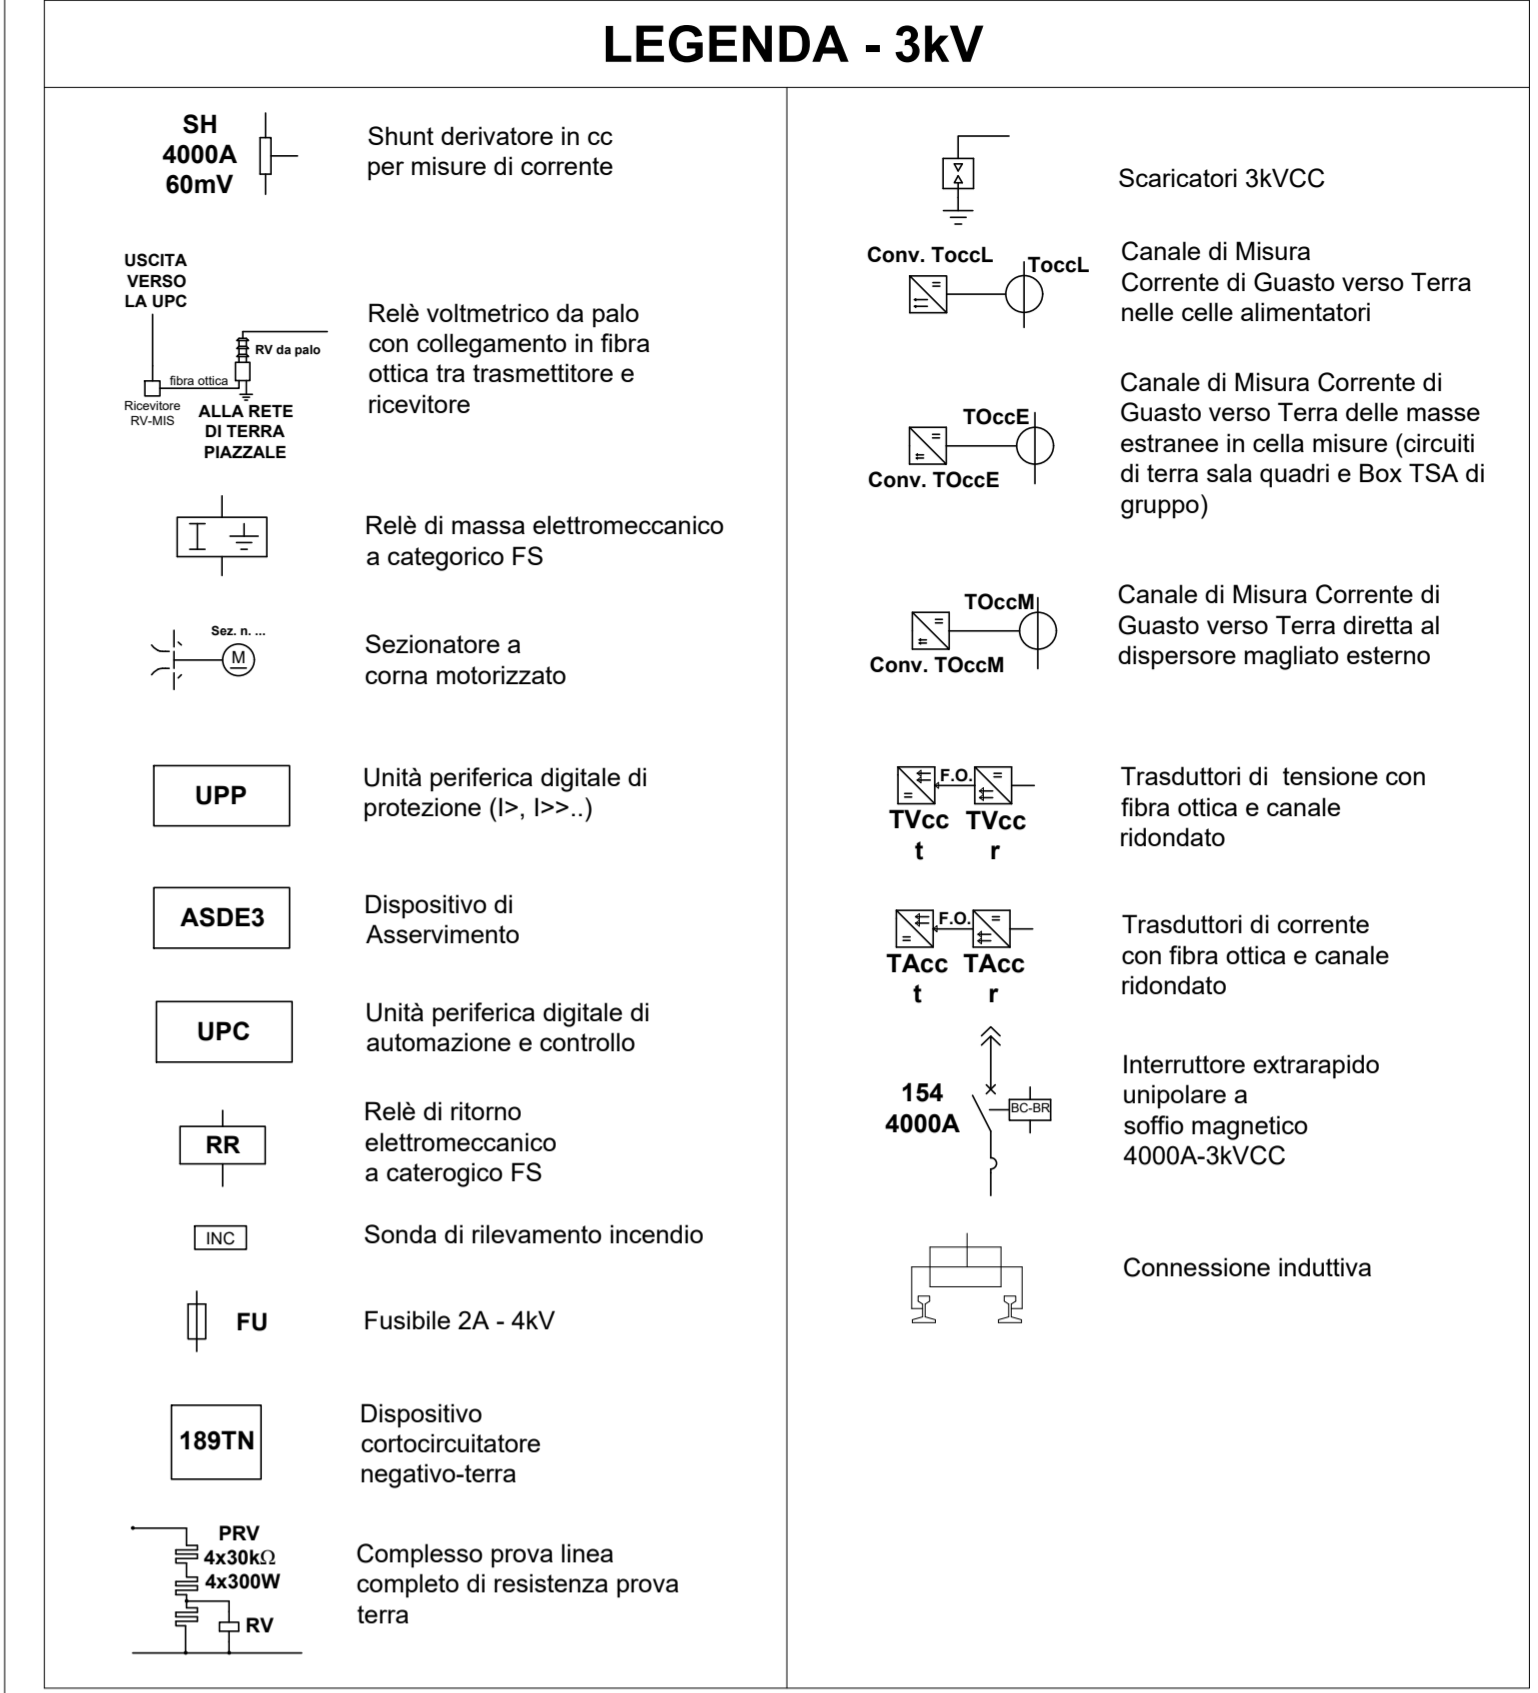 LEGENDA - 3kV
SH
4000A
60mV
Shunt derivatore in cc
per misure di corrente
USCITA
VERSO
LA UPC
RV da palo
fibra ottica
Ricevitore
RV-MIS
ALLA RETE
DI TERRA
PIAZZALE
Relè voltmetrico da palo
con collegamento in fibra
ottica tra trasmettitore e
ricevitore
Relè di massa elettromeccanico
a categorico FS
Sez. n. ...
M
Sezionatore a
corna motorizzato
UPP
Unità periferica digitale di
protezione (I>, I>>..)
ASDE3
Dispositivo di
Asservimento
UPC
Unità periferica digitale di
automazione e controllo
RR
Relè di ritorno
elettromeccanico
a caterogico FS
INC
Sonda di rilevamento incendio
FU
Fusibile 2A - 4kV
189TN
Dispositivo
cortocircuitatore
negativo-terra
PRV
4x30kΩ
4x300W
RV
Complesso prova linea
completo di resistenza prova
terra
Scaricatori 3kVCC
Conv. ToccL
ToccL
Canale di Misura
Corrente di Guasto verso Terra
nelle celle alimentatori
TOccE
Conv. TOccE
Canale di Misura Corrente di
Guasto verso Terra delle masse
estranee in cella misure (circuiti
di terra sala quadri e Box TSA di
gruppo)
TOccM
Conv. TOccM
Canale di Misura Corrente di
Guasto verso Terra diretta al
dispersore magliato esterno
F.O.
TVcc TVcc
t r
Trasduttori di tensione con
fibra ottica e canale
ridondato
F.O.
TAcc TAcc
t r
Trasduttori di corrente
con fibra ottica e canale
ridondato
154
4000A
BC-BR
Interruttore extrarapido
unipolare a
soffio magnetico
4000A-3kVCC
Connessione induttiva